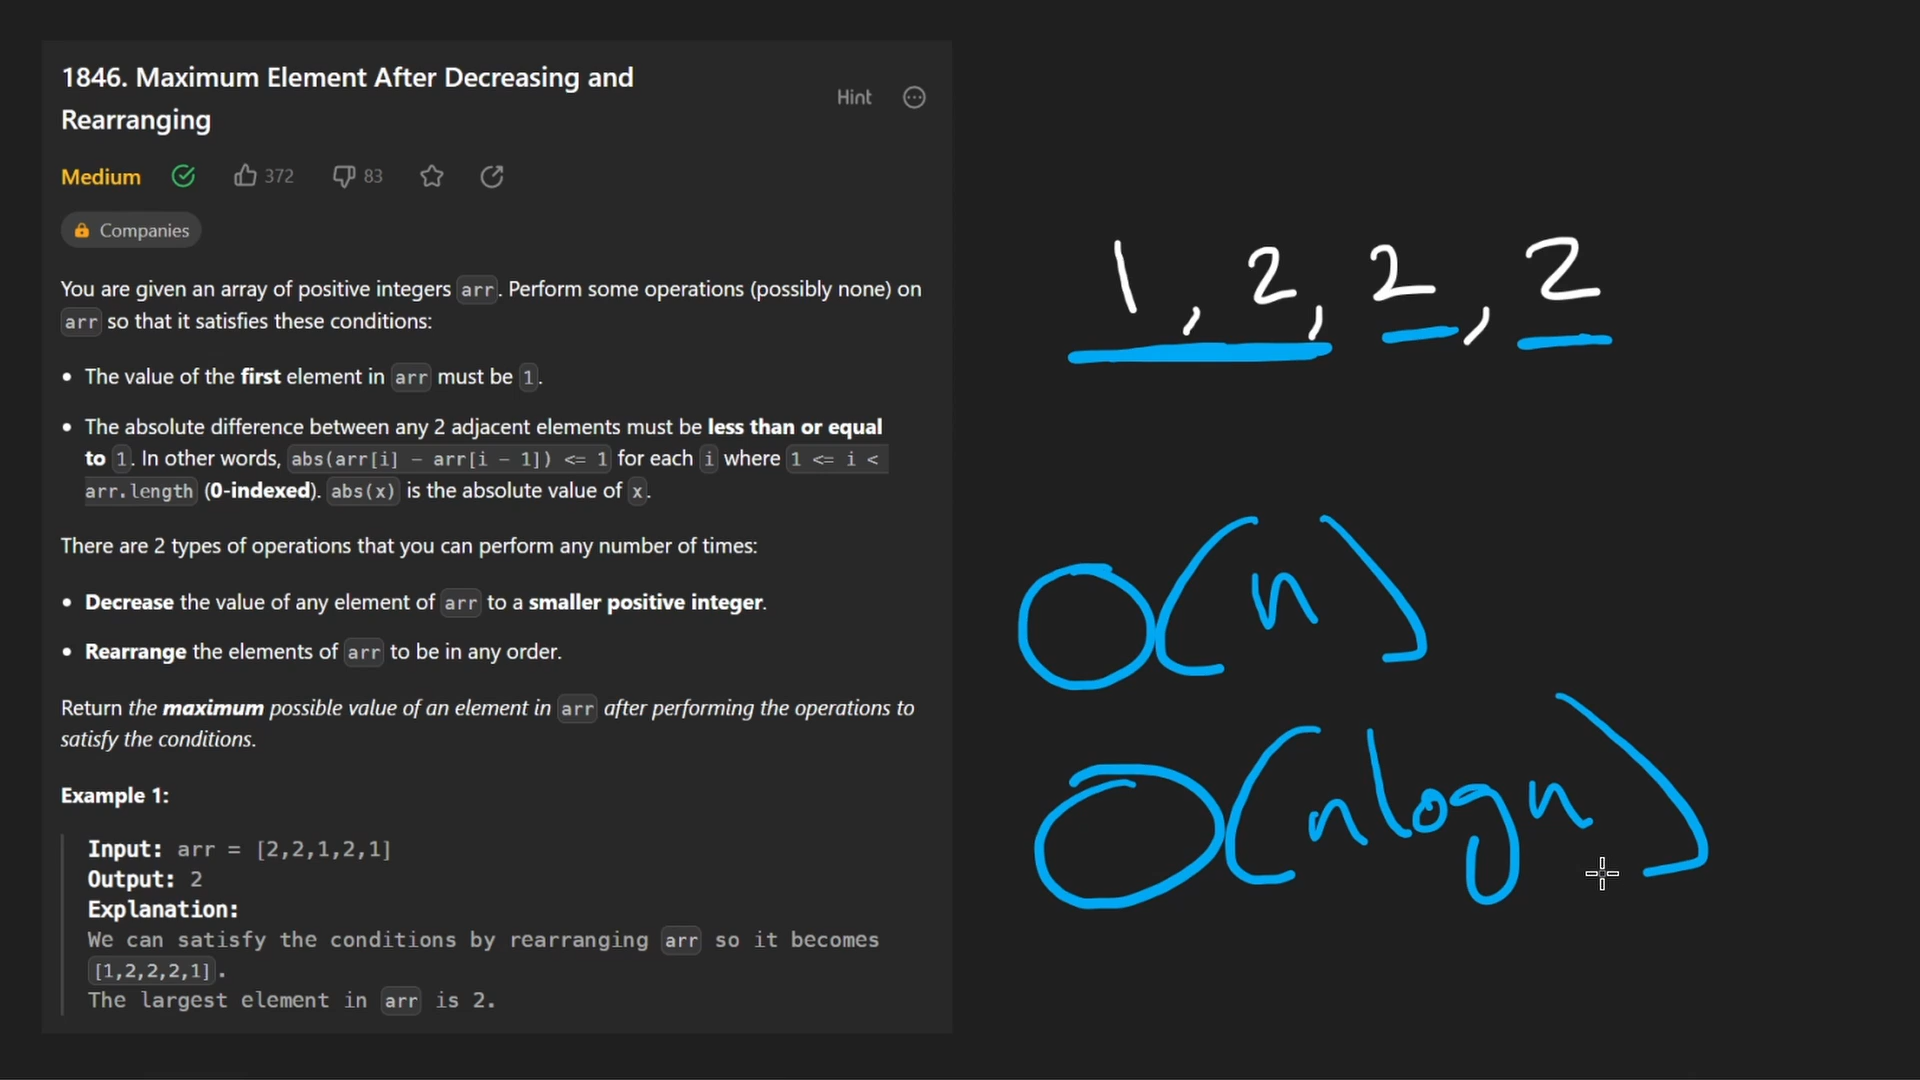 1846. Maximum Element After Decreasing and
Rearranging
Hint
Medium
372
83
Companies
You are given an array of positive integers arr. Perform some operations (possibly none) on
arr so that it satisfies these conditions:
• The value of the first element in arr must be 1.
• The absolute difference between any 2 adjacent elements must be less than or equal
to 1. In other words, abs(arr[i] - arr[i - 1]) <= 1 for each i where 1 <= i <
arr.length (0-indexed). abs(x) is the absolute value of x.
There are 2 types of operations that you can perform any number of times:
• Decrease the value of any element of arr to a smaller positive integer.
• Rearrange the elements of arr to be in any order.
Return the maximum possible value of an element in arr after performing the operations to
satisfy the conditions.
Example 1:
Input: arr = [2,2,1,2,1]
Output: 2
Explanation:
We can satisfy the conditions by rearranging arr so it becomes
[1,2,2,2,1].
The largest element in arr is 2.
1, 2, 2, 2
O(n)
O(nlogn)